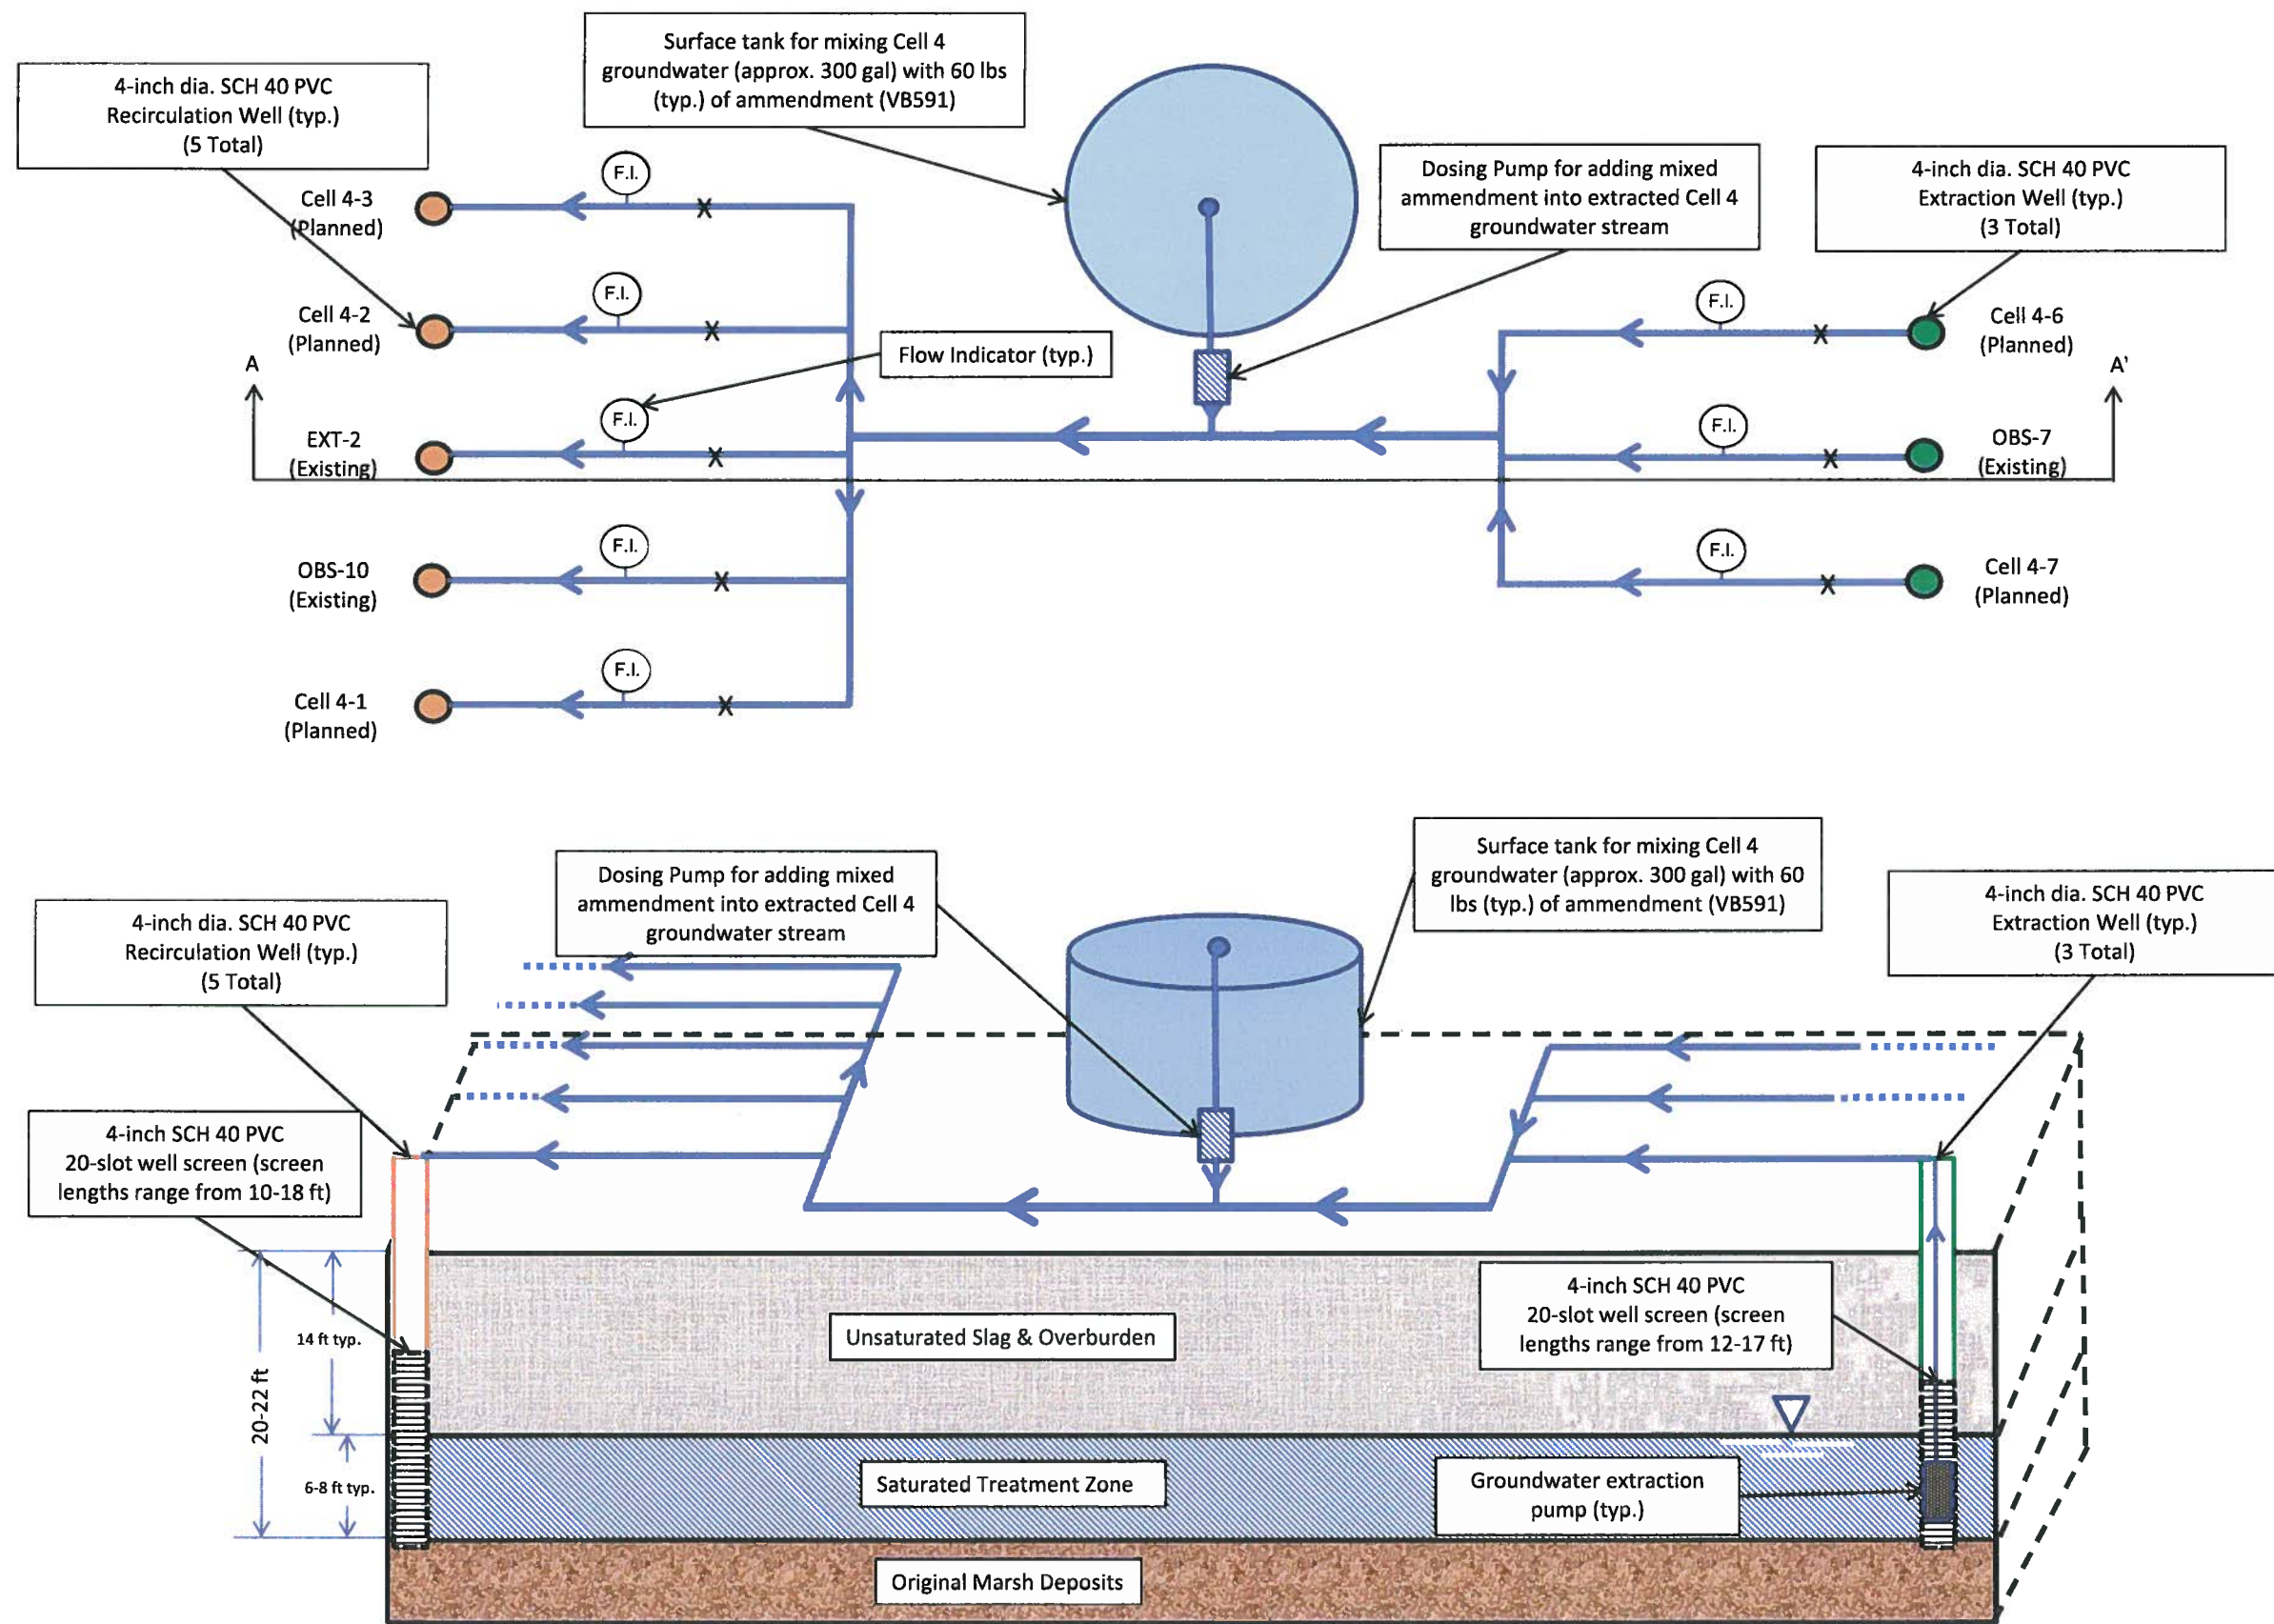 Surface tank for mixing Cell 4
groundwater (approx. 300 gal) with 60 lbs
(typ.) of ammendment (VB591)
4-inch dia. SCH 40 PVC
Recirculation Well (typ.)
(5 Total)
Dosing Pump for adding mixed
ammendment into extracted Cell 4
groundwater stream
4-inch dia. SCH 40 PVC
Extraction Well (typ.)
(3 Total)
Cell 4-3
(Planned)
F.I.
Cell 4-2
(Planned)
F.I.
Flow Indicator (typ.)
F.I.
Cell 4-6
(Planned)
A
A'
EXT-2
(Existing)
F.I.
F.I.
OBS-7
(Existing)
OBS-10
(Existing)
F.I.
F.I.
Cell 4-7
(Planned)
Cell 4-1
(Planned)
F.I.
Surface tank for mixing Cell 4
groundwater (approx. 300 gal) with 60
lbs (typ.) of ammendment (VB591)
Dosing Pump for adding mixed
ammendment into extracted Cell 4
groundwater stream
4-inch dia. SCH 40 PVC
Recirculation Well (typ.)
(5 Total)
4-inch dia. SCH 40 PVC
Extraction Well (typ.)
(3 Total)
4-inch SCH 40 PVC
20-slot well screen (screen
lengths range from 10-18 ft)
4-inch SCH 40 PVC
20-slot well screen (screen
lengths range from 12-17 ft)
Unsaturated Slag & Overburden
14 ft typ.
20-22 ft
6-8 ft typ.
Saturated Treatment Zone
Groundwater extraction
pump (typ.)
Original Marsh Deposits